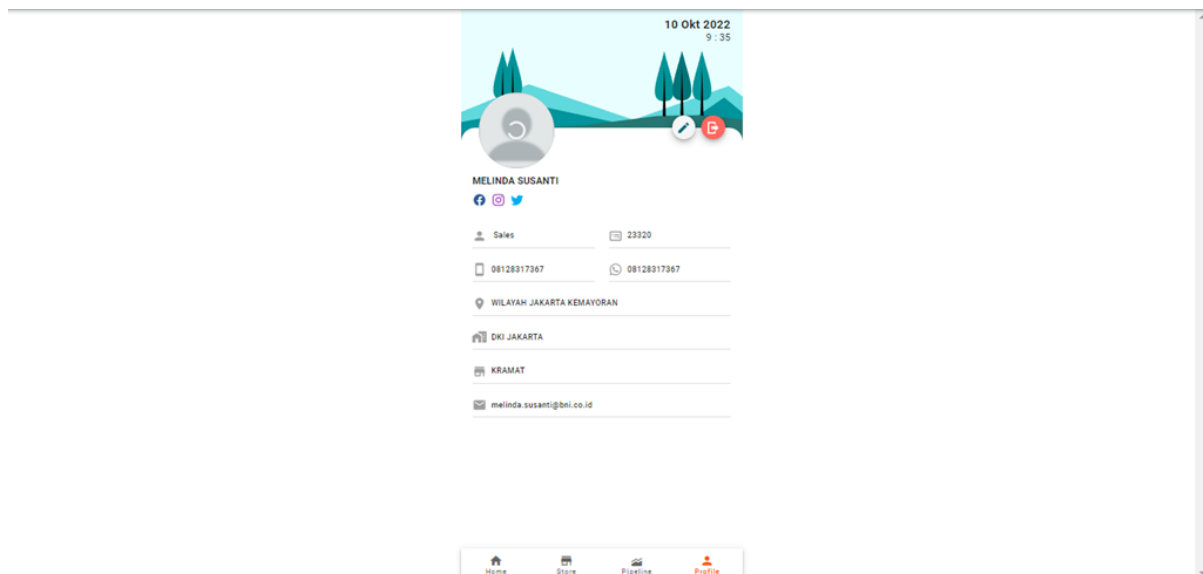 10 Okt 2022
9 : 35
MELINDA SUSANTI
Sales
23320
08128317367
08128317367
WILAYAH JAKARTA KEMAYORAN
DKI JAKARTA
KRAMAT
melinda.susanti@bni.co.id
Home
Store
Pipeline
Profile